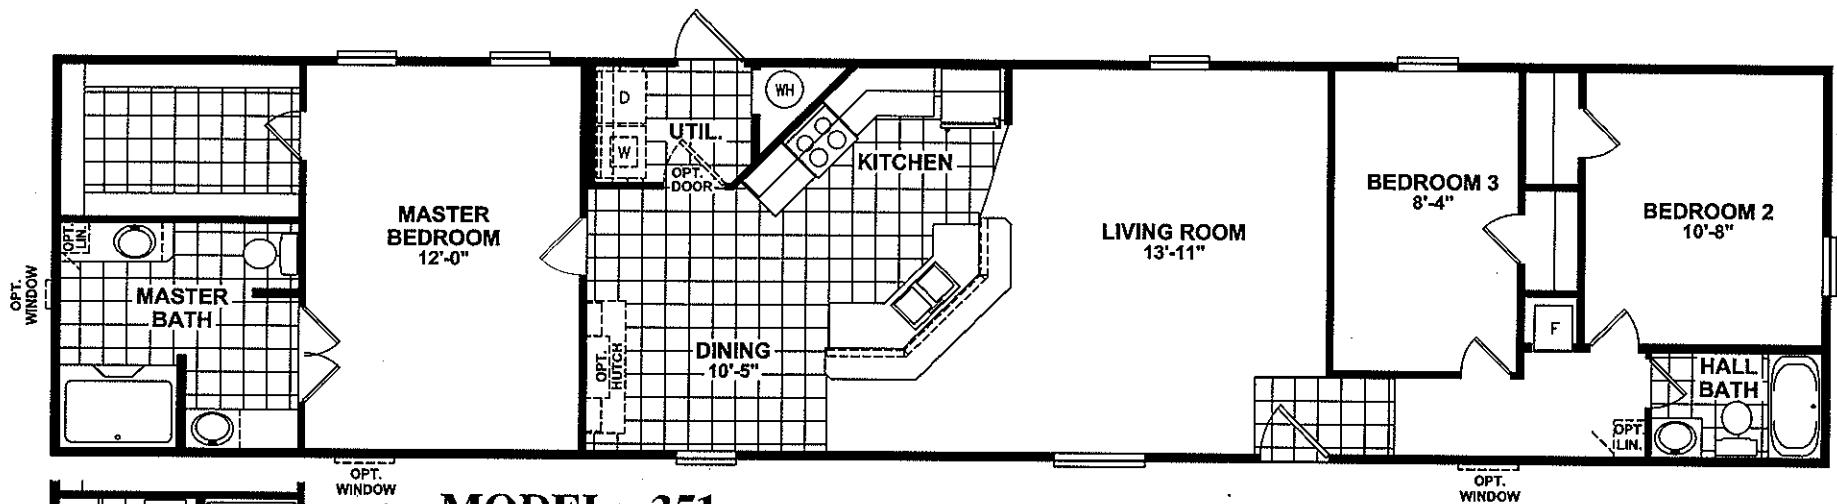 D
WH
UTIL.
W
OPT.
DOOR
KITCHEN
BEDROOM 3
8'-4"
MASTER
BEDROOM
12'-0"
BEDROOM 2
10'-8"
LIVING ROOM
13'-11"
OPT.
LIN.
OPT.
WINDOW
MASTER
BATH
F
DINING
10'-5"
OPT.
HUTCH
HALL
BATH
OPT.
LIN.
OPT.
WINDOW
OPT.
WINDOW